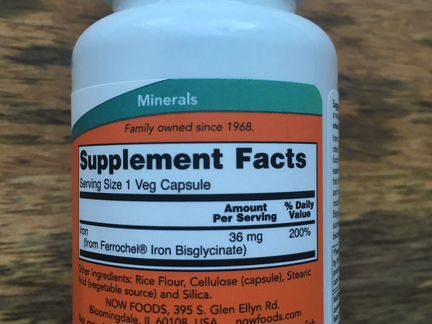 Minerals
Family owned since 1968.
Supplement Facts
Serving Size 1 Veg Capsule
Amount Per Serving
% Daily Value
Iron 36 mg 200%
(from Ferrochel® Iron Bisglycinate)
Other ingredients: Rice Flour, Cellulose (capsule), Stearic
Acid (vegetable source) and Silica.
NOW FOODS, 395 S. Glen Ellyn Rd.
Bloomingdale, IL 60108, USA nowfoods.com